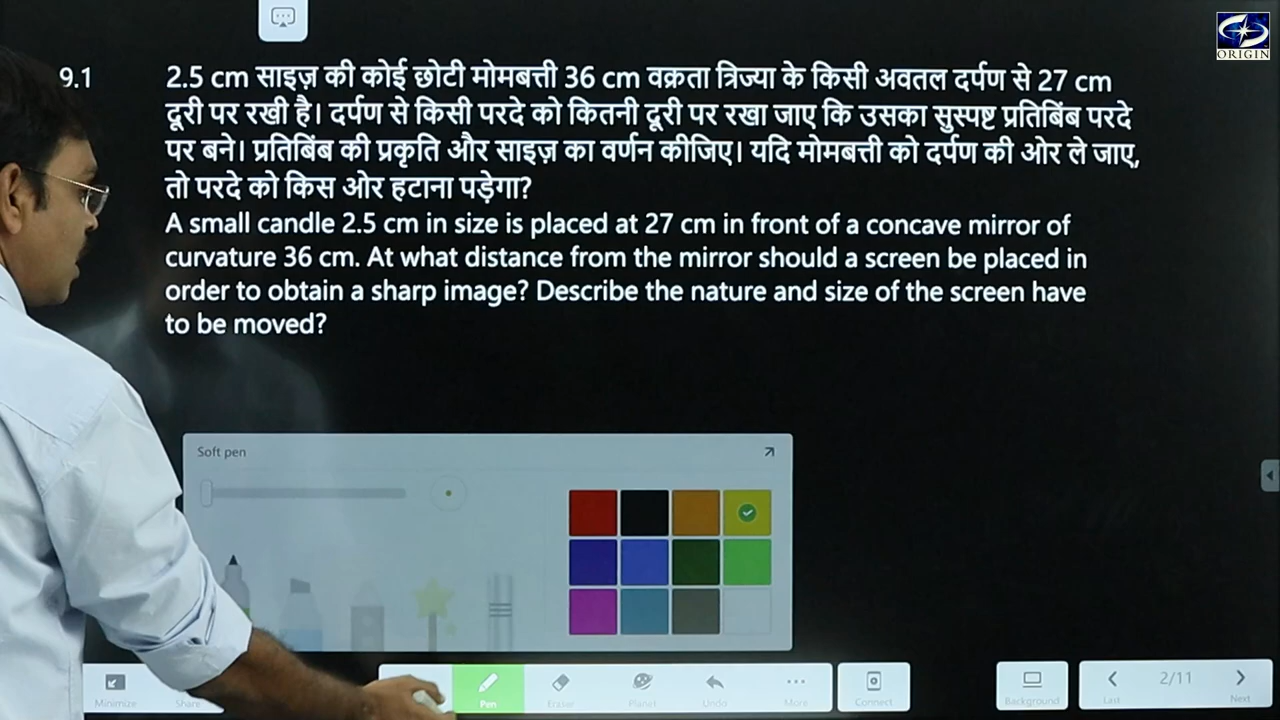 ORIGIN
9.1 2.5 cm साइज़ की कोई छोटी मोमबत्ती 36 cm वक्रता त्रिज्या के किसी अवतल दर्पण से 27 cm
दूरी पर रखी है। दर्पण से किसी परदे को कितनी दूरी पर रखा जाए कि उसका सुस्पष्ट प्रतिबिंब परदे
पर बने। प्रतिबिंब की प्रकृति और साइज़ का वर्णन कीजिए। यदि मोमबत्ती को दर्पण की ओर ले जाए,
तो परदे को किस ओर हटाना पड़ेगा?
A small candle 2.5 cm in size is placed at 27 cm in front of a concave mirror of
curvature 36 cm. At what distance from the mirror should a screen be placed in
order to obtain a sharp image? Describe the nature and size of the screen have
to be moved?
Soft pen
Minimize Share Pen Eraser Planet Undo More Connect Background Last 2/11 Next